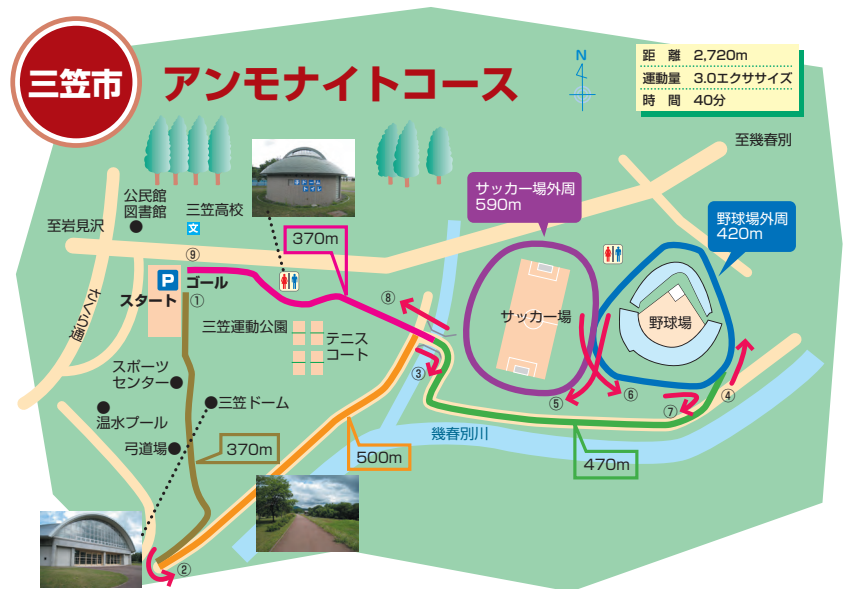 三笠市
アンモナイトコース
N
距　離　2,720m
運動量　3.0エクササイズ
時　間　40分
至幾春別
公民館
図書館
三笠高校
文
至岩見沢
サッカー場外周
590m
野球場外周
420m
370m
⑨
P
ゴール
スタート
①
⑧
さくら通
三笠運動公園
テニス
コート
サッカー場
野球場
スポーツ
センター
③
⑤
⑥
⑦
④
三笠ドーム
温水プール
弓道場
幾春別川
370m
500m
470m
②